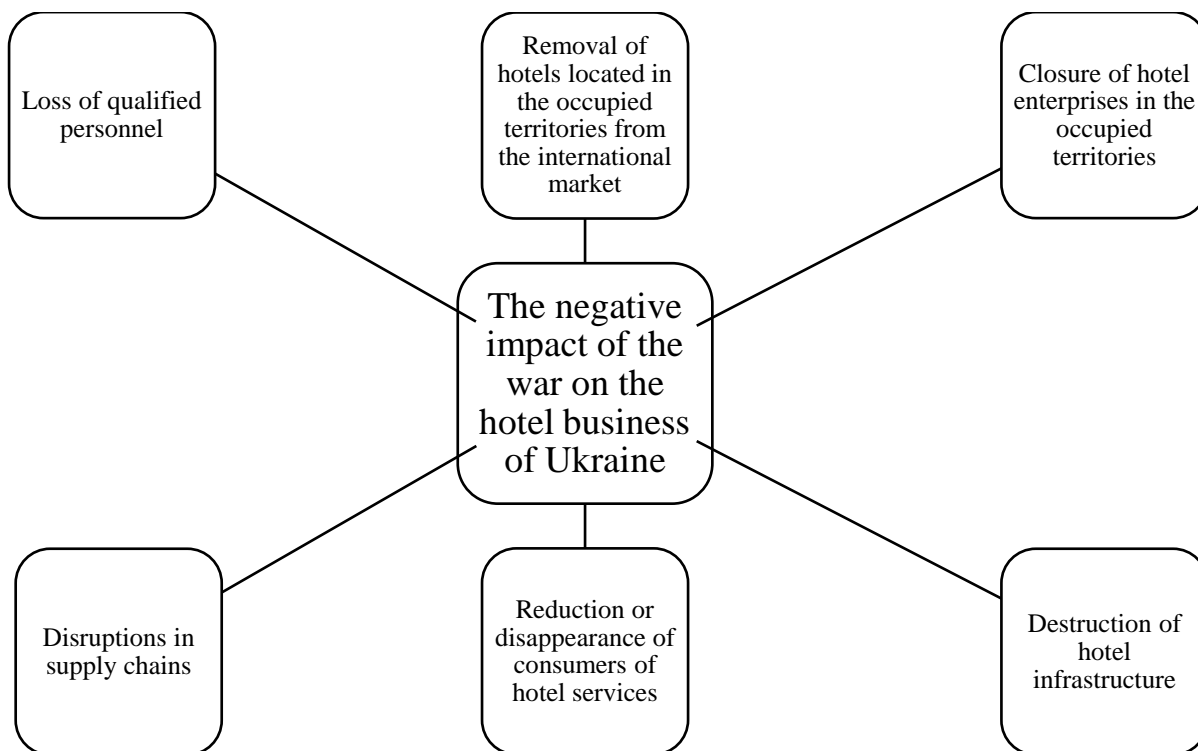 Loss of qualified
personnel
Removal of
hotels located in
the occupied
territories from
the international
market
Closure of hotel
enterprises in the
occupied
territories
The negative
impact of the
war on the
hotel business
of Ukraine
Disruptions in
supply chains
Reduction or
disappearance of
consumers of
hotel services
Destruction of
hotel
infrastructure